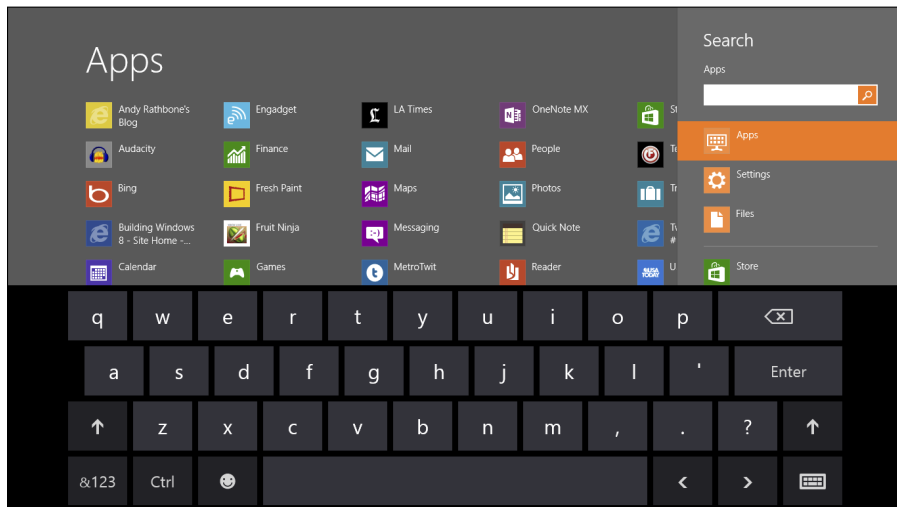 Apps
Andy Rathbone's
Blog
Audacity
Bing
Building Windows
8 - Site Home -...
Calendar
Engadget
Finance
Fresh Paint
Fruit Ninja
Games
LA Times
Mail
Maps
Messaging
MetroTwit
OneNote MX
People
Photos
Quick Note
Reader
USA
TODAY
Search
Apps
Apps
Settings
Files
Store
q w e r t y u i o p
a s d f g h j k l ' Enter
z x c v b n m , . ?
&123 Ctrl < >